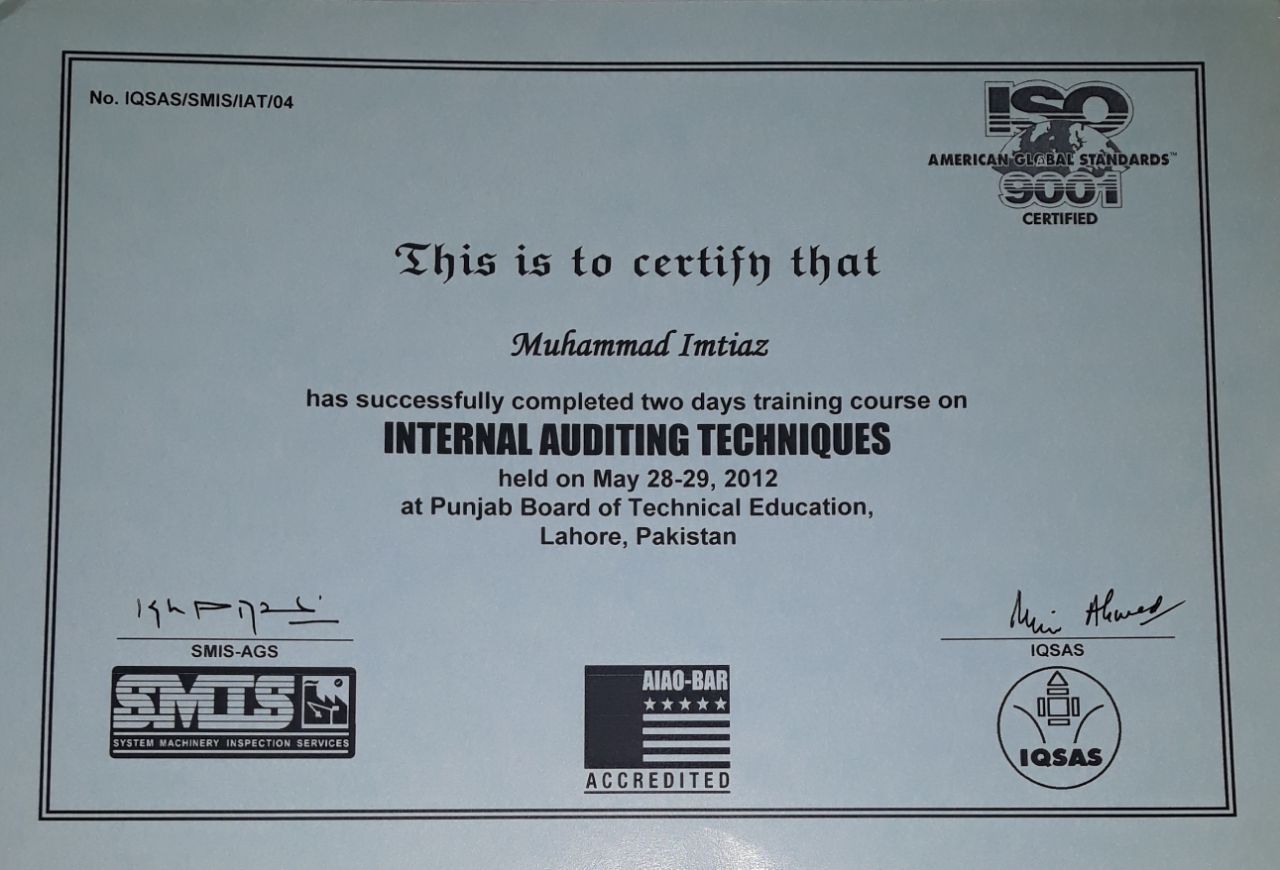 No. IQSAS/SMIS/IAT/04
ISO
AMERICAN GLOBAL STANDARDS™
9001
CERTIFIED
This is to certify that
Muhammad Imtiaz
has successfully completed two days training course on
INTERNAL AUDITING TECHNIQUES
held on May 28-29, 2012
at Punjab Board of Technical Education,
Lahore, Pakistan
Ahmed
SMIS-AGS
IQSAS
SMIS
SYSTEM MACHINERY INSPECTION SERVICES
AIAO-BAR
ACCREDITED
IQSAS